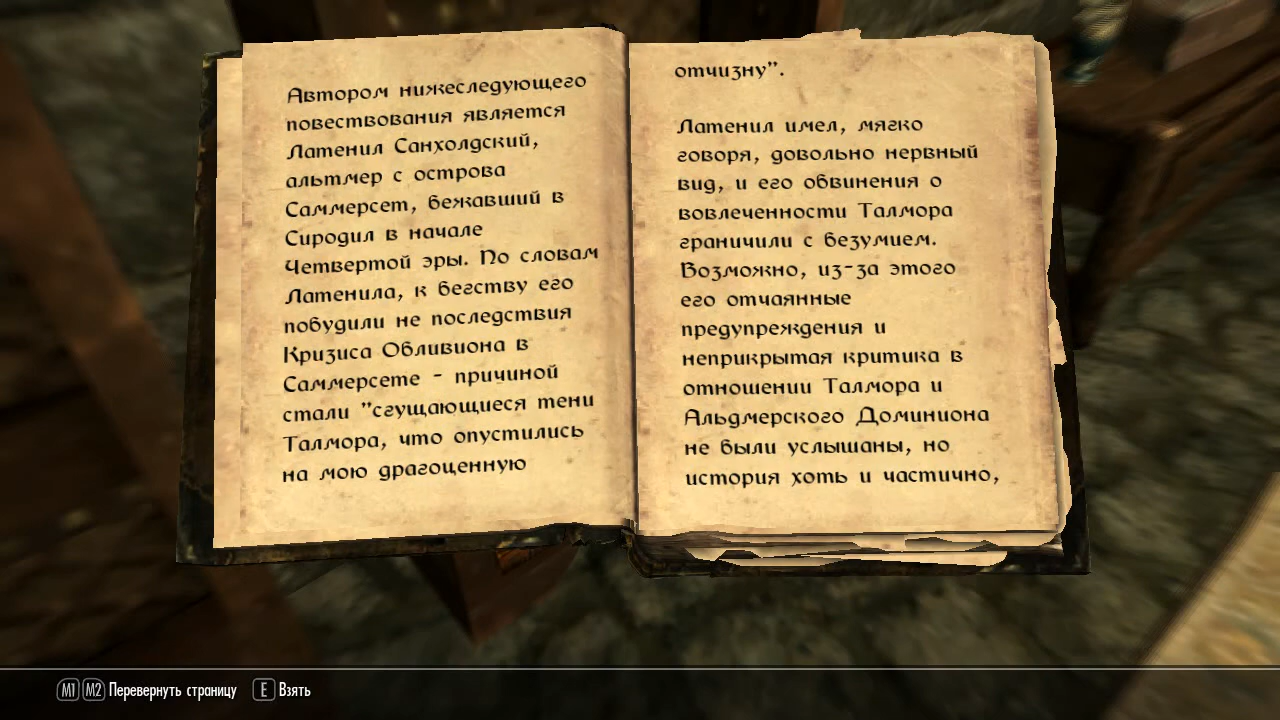 Автором нижеследующего
повествования является
Латенил Санхолдский,
альтмер с острова
Саммерсет, бежавший в
Сиродил в начале
Четвертой эры. По словам
Латенила, к бегству его
побудили не последствия
Кризиса Обливиона в
Саммерсете - причиной
стали "сгущающиеся тени
Талмора, что опустились
на мою драгоценную
отчизну".
Латенил имел, мягко
говоря, довольно нервный
вид, и его обвинения о
вовлеченности Талмора
граничили с безумием.
Возможно, из-за этого
его отчаянные
предупреждения и
неприкрытая критика в
отношении Талмора и
Альдмерского Доминиона
не были услышаны, но
история хоть и частично,
M1 M2 Перевернуть страницу E Взять